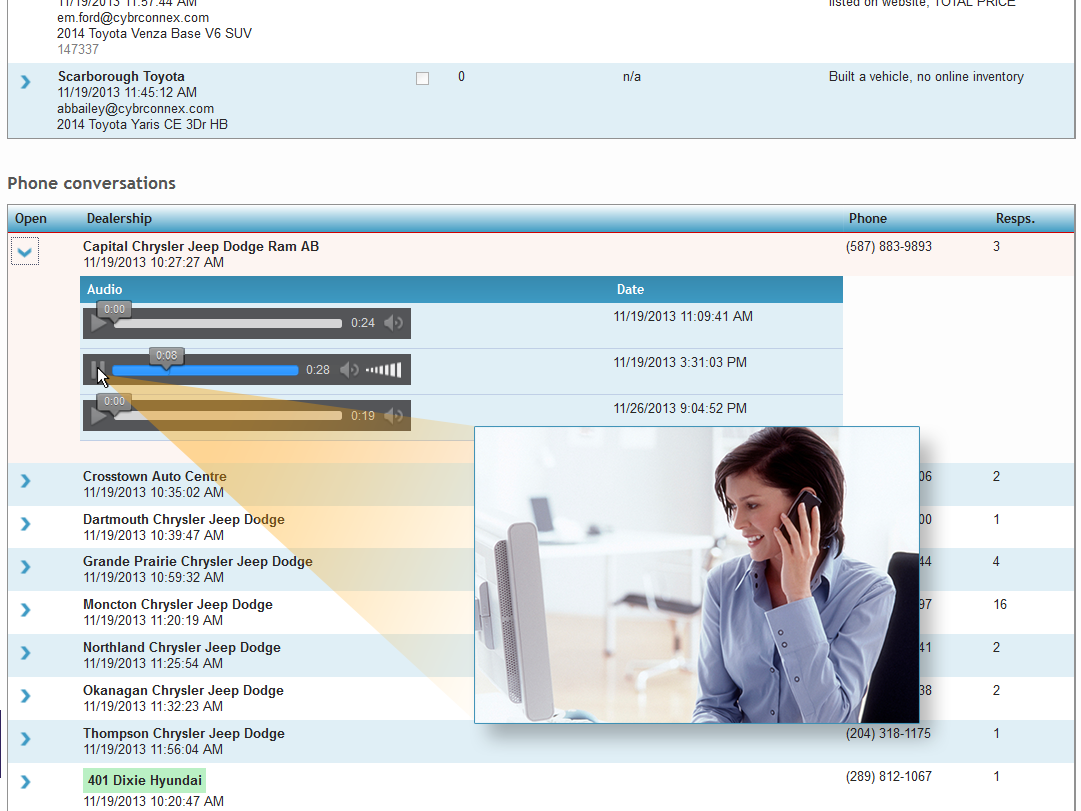 11/19/2013 11:57:44 AM
listed on website, TOTAL PRICE
em.ford@cybrconnex.com
2014 Toyota Venza Base V6 SUV
147337
Scarborough Toyota 0 n/a Built a vehicle, no online inventory
11/19/2013 11:45:12 AM
abbailey@cybrconnex.com
2014 Toyota Yaris CE 3Dr HB
Phone conversations
Open Dealership Phone Resps.
Capital Chrysler Jeep Dodge Ram AB (587) 883-9893 3
11/19/2013 10:27:27 AM
Audio Date
0:00
0:24 11/19/2013 11:09:41 AM
0:08
0:28 11/19/2013 3:31:03 PM
0:00
0:19 11/26/2013 9:04:52 PM
Crosstown Auto Centre 06 2
11/19/2013 10:35:02 AM
Dartmouth Chrysler Jeep Dodge 00 1
11/19/2013 10:39:47 AM
Grande Prairie Chrysler Jeep Dodge 44 4
11/19/2013 10:59:32 AM
Moncton Chrysler Jeep Dodge 97 16
11/19/2013 11:20:19 AM
Northland Chrysler Jeep Dodge 41 2
11/19/2013 11:25:54 AM
Okanagan Chrysler Jeep Dodge 38 2
11/19/2013 11:32:23 AM
Thompson Chrysler Jeep Dodge (204) 318-1175 1
11/19/2013 11:56:04 AM
401 Dixie Hyundai (289) 812-1067 1
11/19/2013 10:20:47 AM